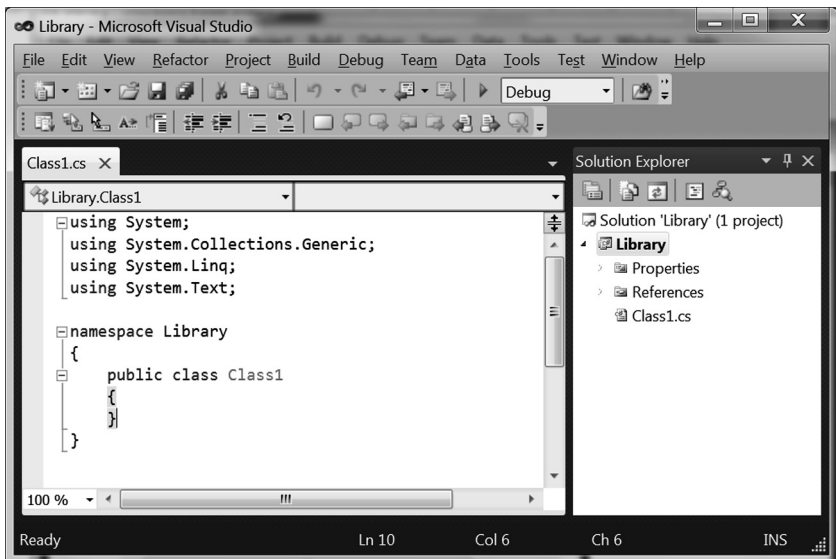 Library - Microsoft Visual Studio
File Edit View Refactor Project Build Debug Team Data Tools Test Window Help
Debug
Class1.cs
Library.Class1
using System;
using System.Collections.Generic;
using System.Linq;
using System.Text;
namespace Library
{
public class Class1
{
}
}
100 %
Solution Explorer
Solution 'Library' (1 project)
Library
Properties
References
Class1.cs
Ready Ln 10 Col 6 Ch 6 INS